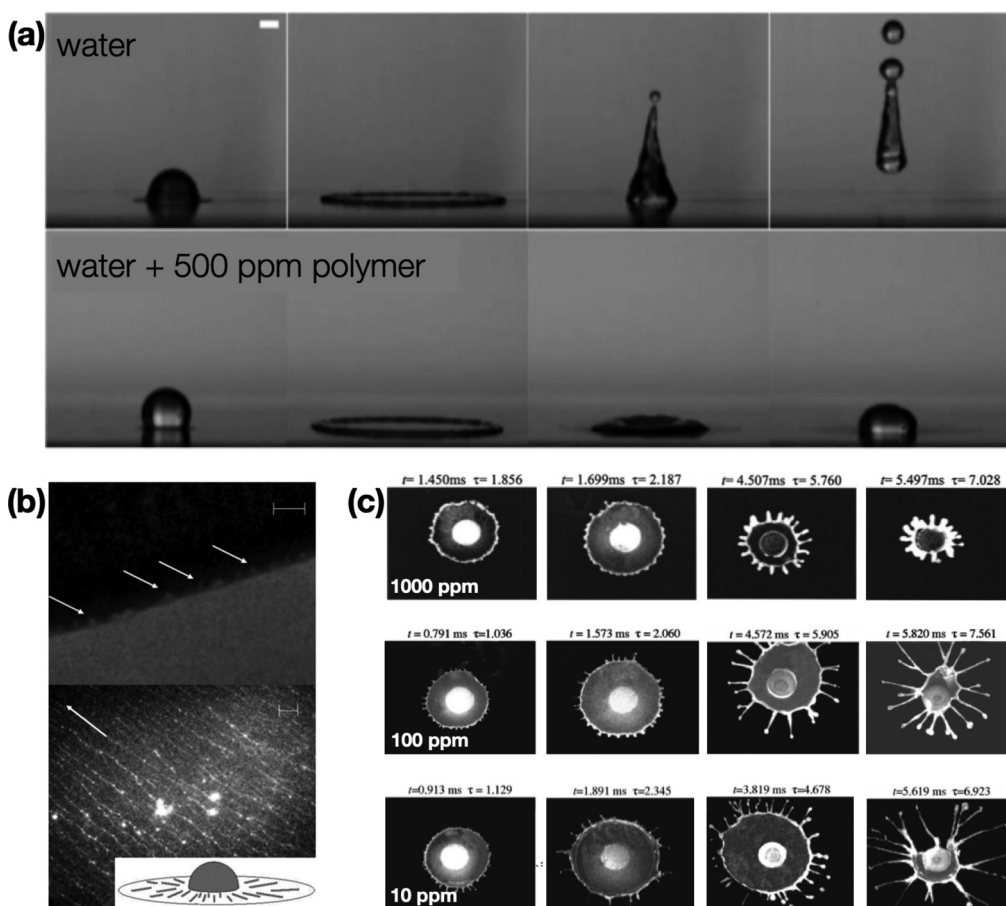 (a)
water
water + 500 ppm polymer
(b)
(c)
t= 1.450ms τ= 1.856
t= 1.699ms τ= 2.187
t= 4.507ms τ= 5.760
t= 5.497ms τ= 7.028
1000 ppm
t = 0.791 ms τ=1.036
t = 1.573 ms τ = 2.060
t = 4.572 ms τ = 5.905
t = 5.820 ms τ = 7.561
100 ppm
t=0.913 ms τ = 1.129
t=1.891 ms τ=2.345
t=3.819 ms τ=4.678
t=5.619 ms τ=6.923
10 ppm